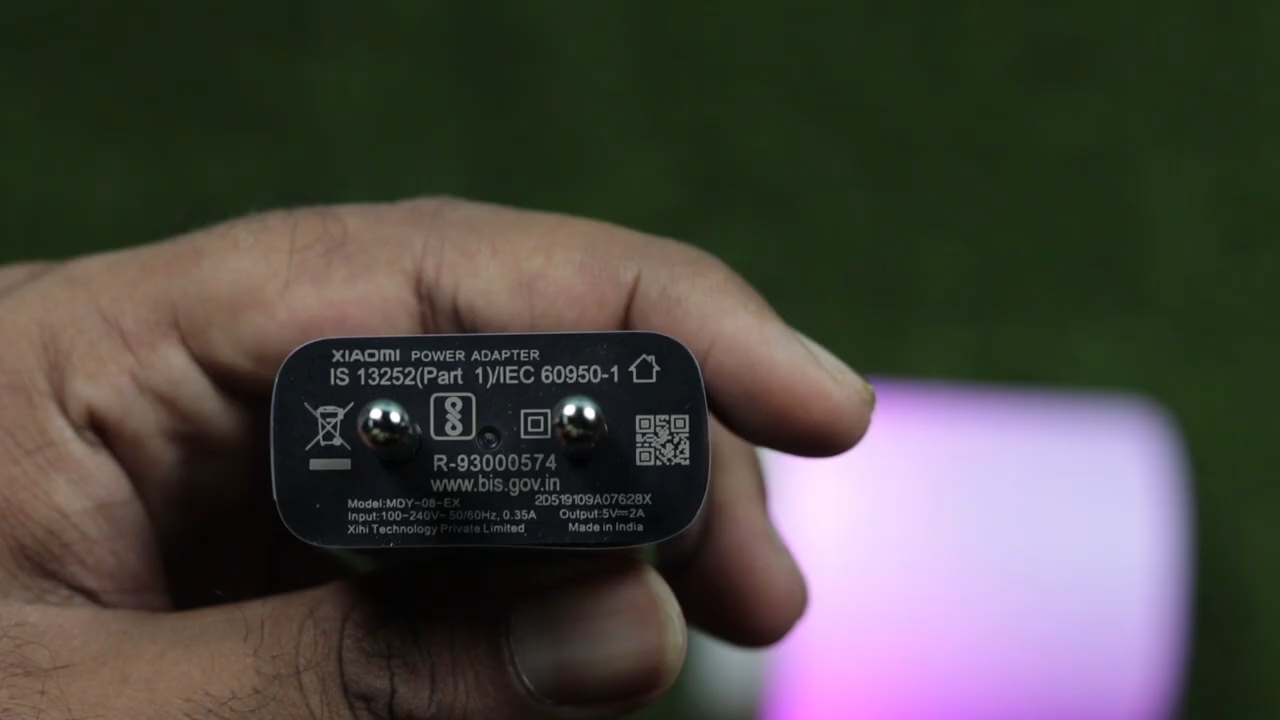 XIAOMI POWER ADAPTER
IS 13252(Part 1)/IEC 60950-1
R-93000574
www.bis.gov.in
Model:MDY-08-EX 2D519109A07628X
Input:100-240V~50/60Hz, 0.35A Output:5V⎓2A
Xihi Technology Private Limited Made in India